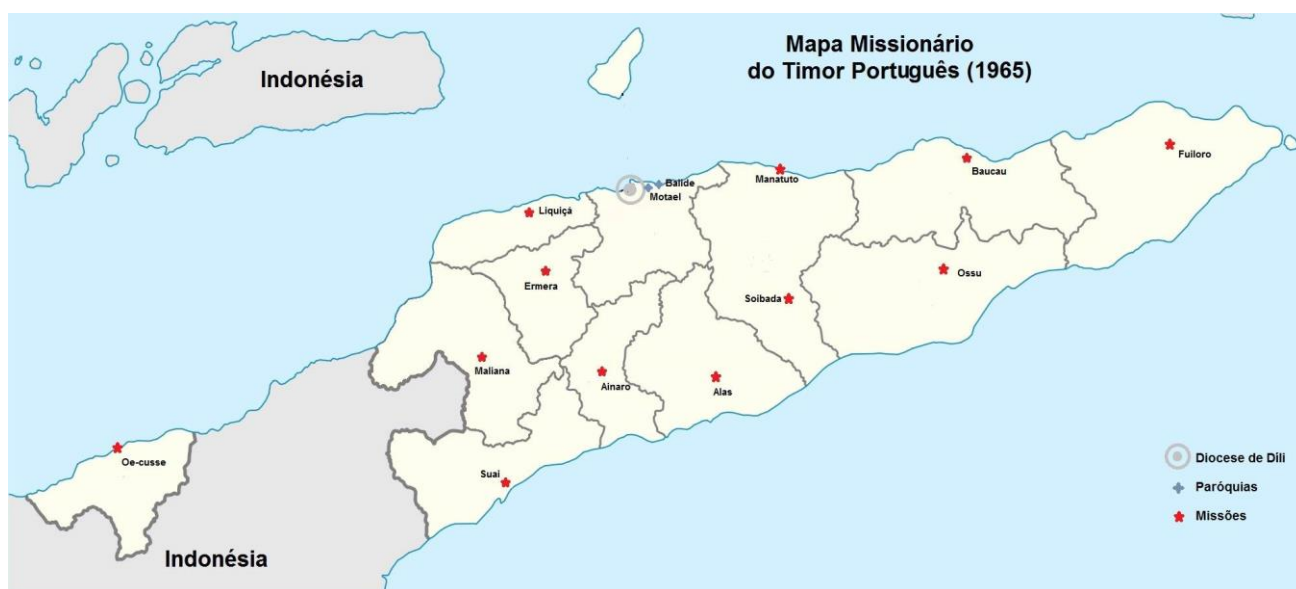 Mapa Missionário
do Timor Português (1965)
Indonésia
Fuiloro
Baucau
Manatuto
Balide
Motael
Liquiçá
Ossu
Ermera
Soibada
Maliana
Ainaro
Alas
Oe-cusse
Suai
Diocese de Dili
Paróquias
Missões
Indonésia